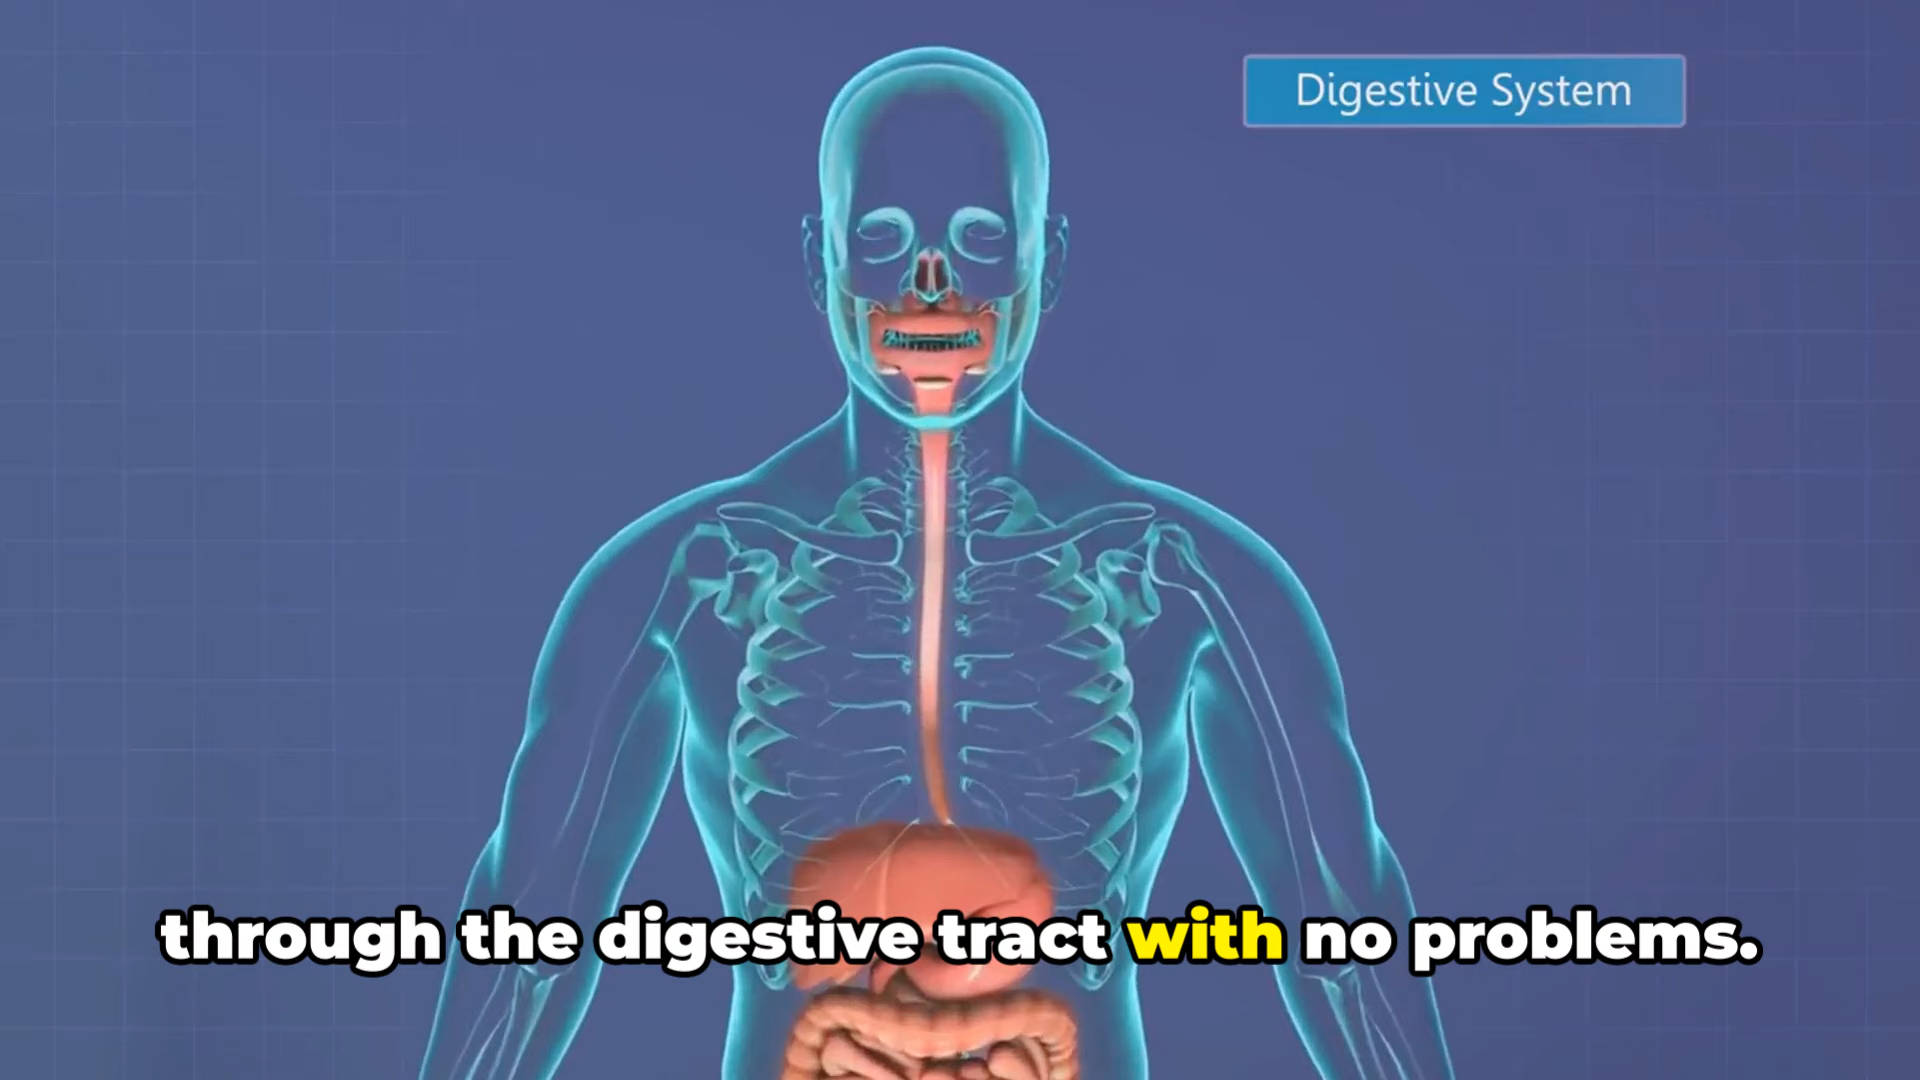 Digestive System
through the digestive tract with no problems.